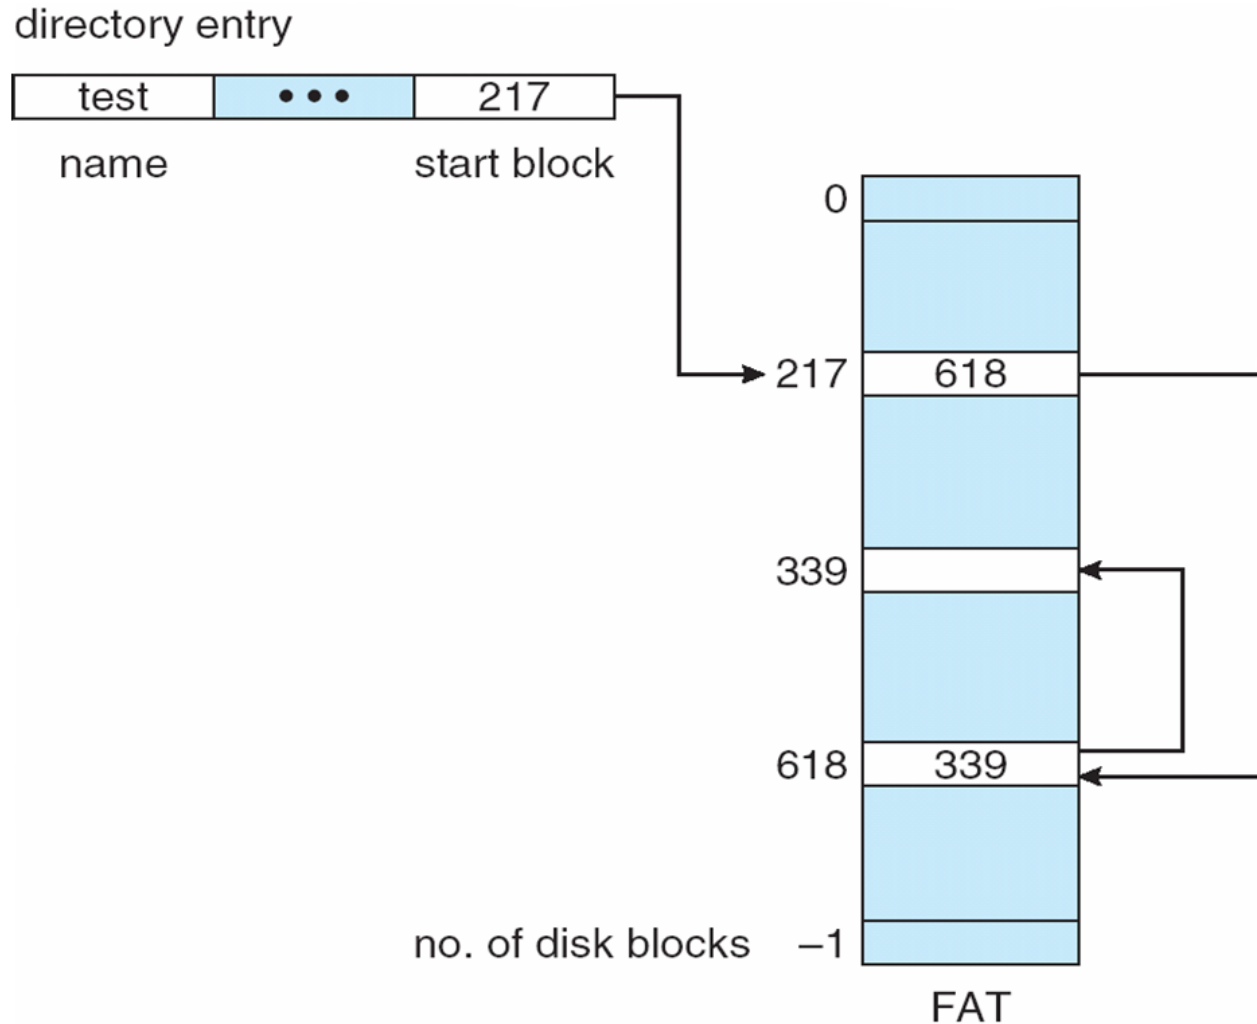 directory entry
test ••• 217
name start block
0
217 618
339
618 339
no. of disk blocks –1
FAT